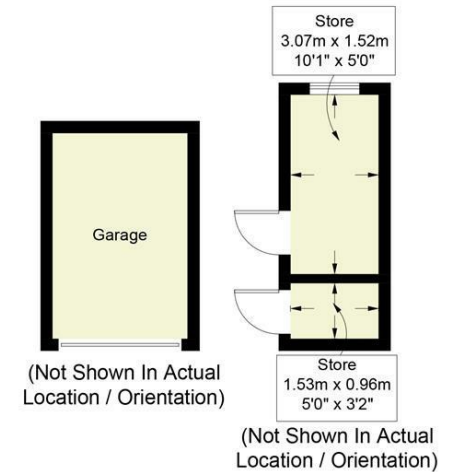 Store
3.07m x 1.52m
10'1" x 5'0"
Garage
(Not Shown In Actual
Location / Orientation)
Store
1.53m x 0.96m
5'0" x 3'2"
(Not Shown In Actual
Location / Orientation)